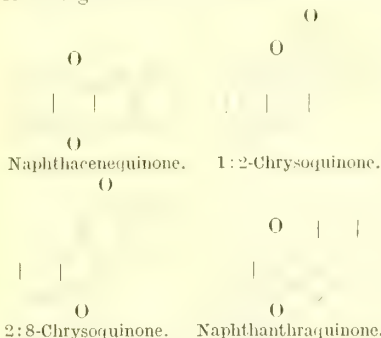 O
O
O
O
Naphthacenequinone. 1 : 2-Chrysoquinone.
O
O
O O
2:8-Chrysoquinone. Naphthanthraquinone.